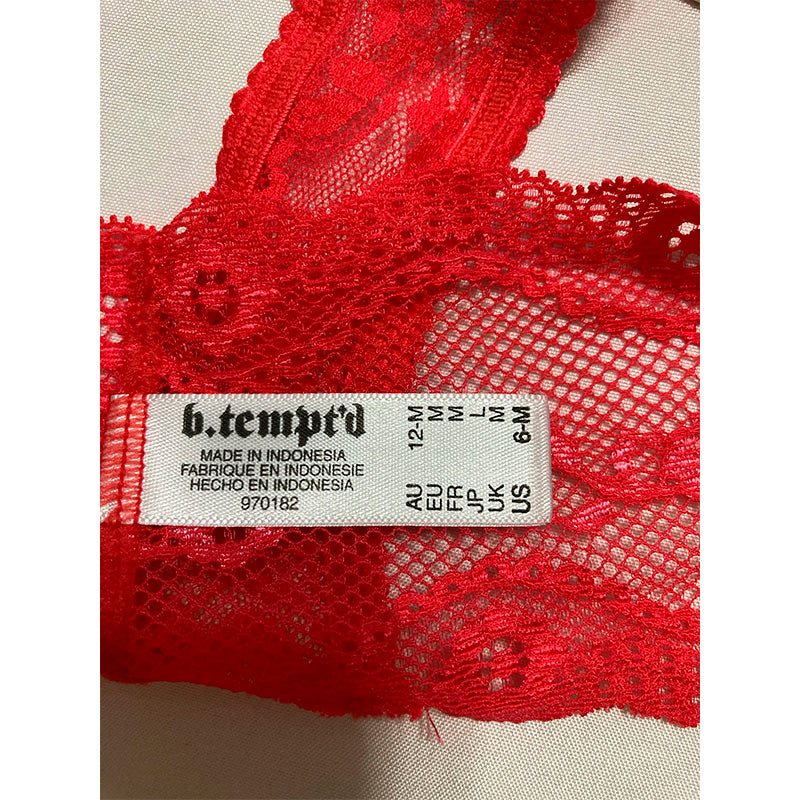 b.tempt'd
MADE IN INDONESIA
FABRIQUE EN INDONESIE
HECHO EN INDONESIA
970182
AU 12-M
EU M
FR M
JP L
UK M
US 6-M